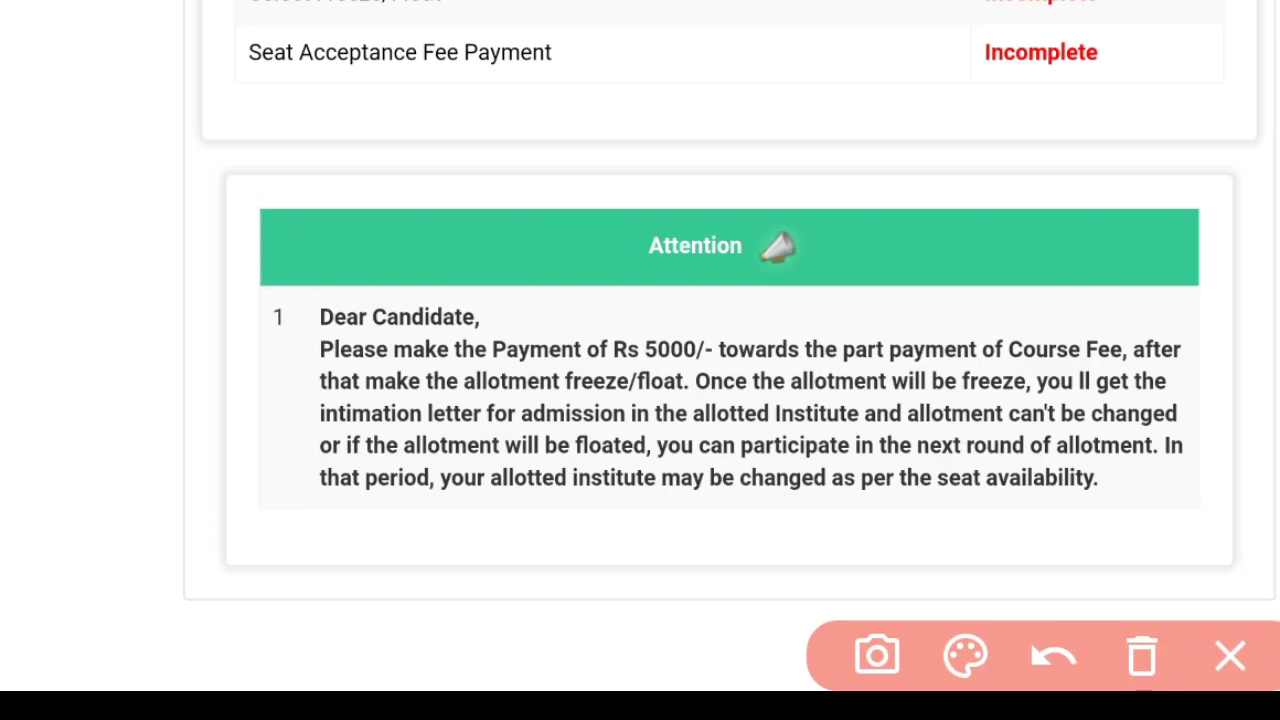 Seat Acceptance Fee Payment Incomplete
Attention
1 Dear Candidate,
Please make the Payment of Rs 5000/- towards the part payment of Course Fee, after
that make the allotment freeze/float. Once the allotment will be freeze, you ll get the
intimation letter for admission in the allotted Institute and allotment can't be changed
or if the allotment will be floated, you can participate in the next round of allotment. In
that period, your allotted institute may be changed as per the seat availability.